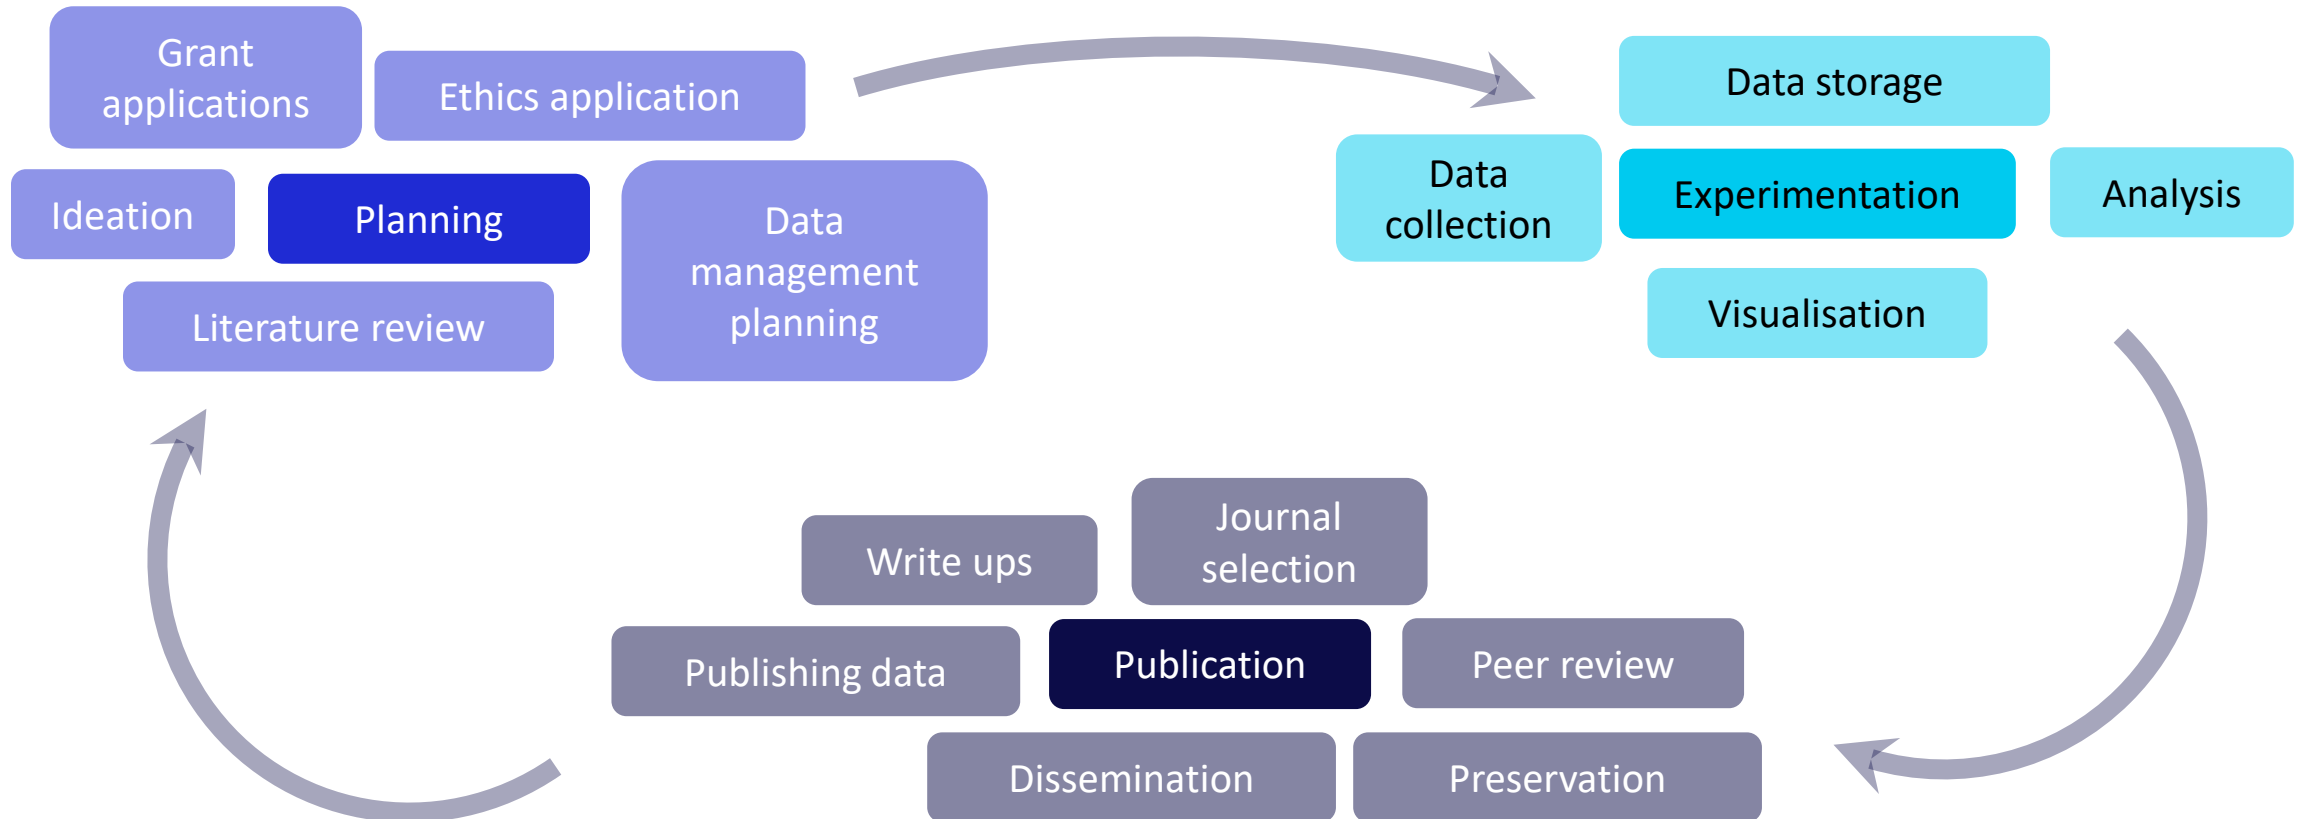 Grant
applications
Ethics application
Ideation
Planning
Data
management
planning
Literature review
Data storage
Data
collection
Experimentation
Analysis
Visualisation
Write ups
Journal
selection
Publishing data
Publication
Peer review
Dissemination
Preservation